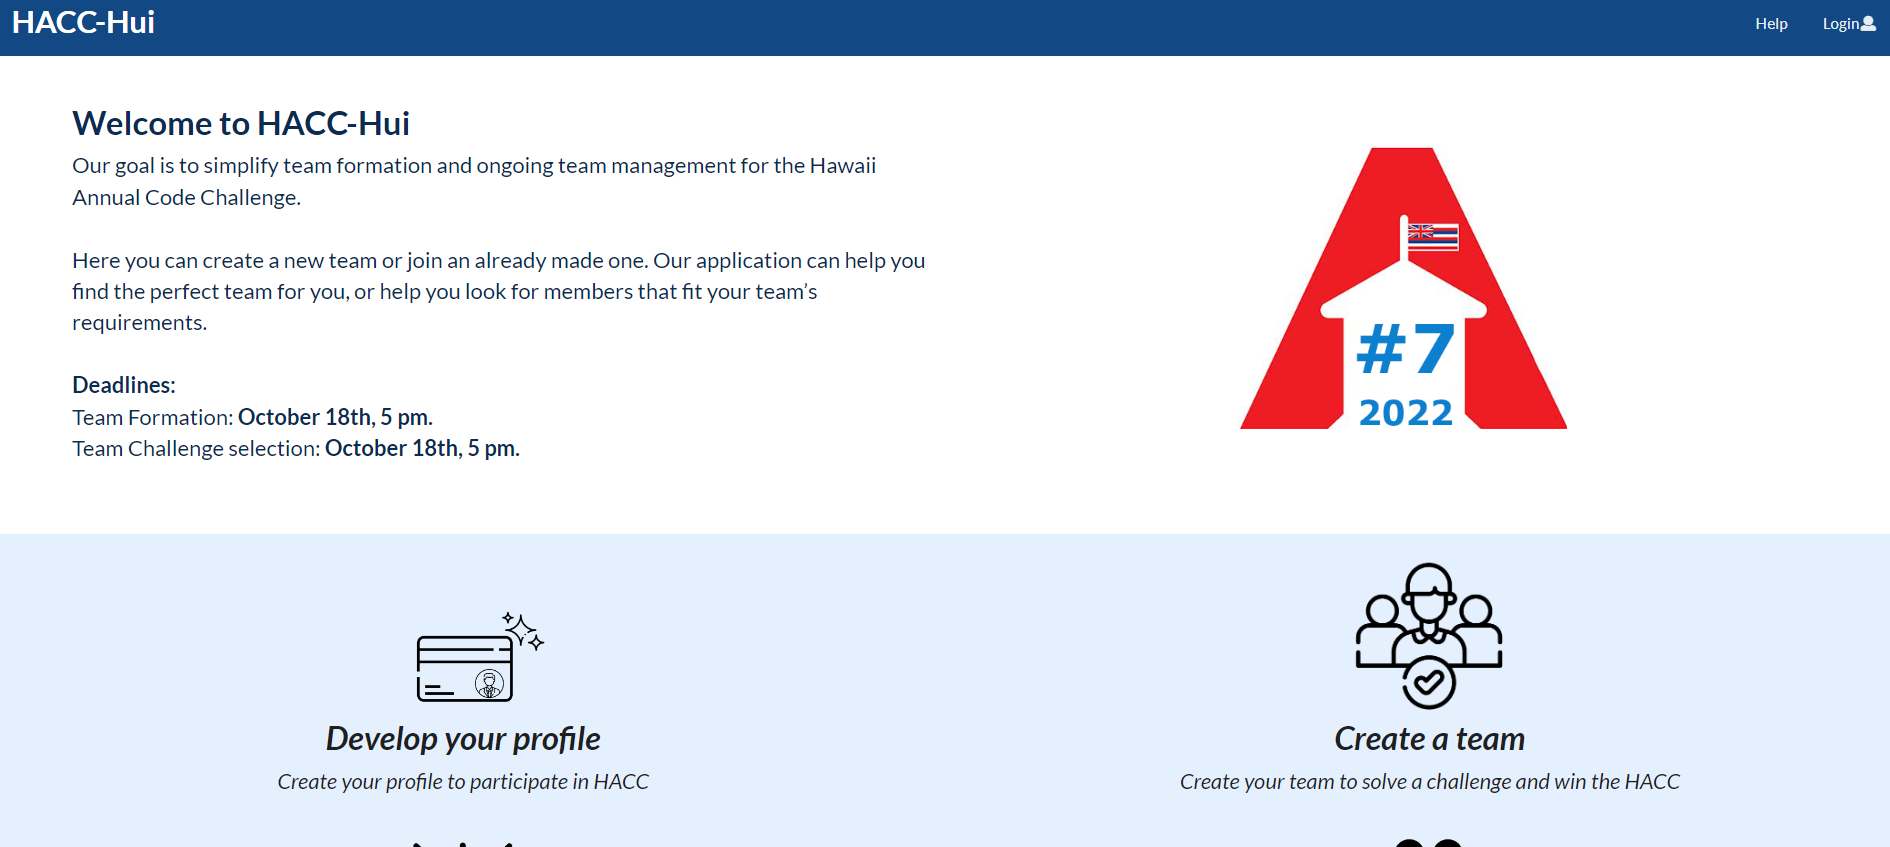 HACC-Hui
Help
Login
Welcome to HACC-Hui
Our goal is to simplify team formation and ongoing team management for the Hawaii
Annual Code Challenge.
Here you can create a new team or join an already made one. Our application can help you
find the perfect team for you, or help you look for members that fit your team’s
requirements.
Deadlines:
Team Formation: October 18th, 5 pm.
Team Challenge selection: October 18th, 5 pm.
#7
2022
Develop your profile
Create your profile to participate in HACC
Create a team
Create your team to solve a challenge and win the HACC